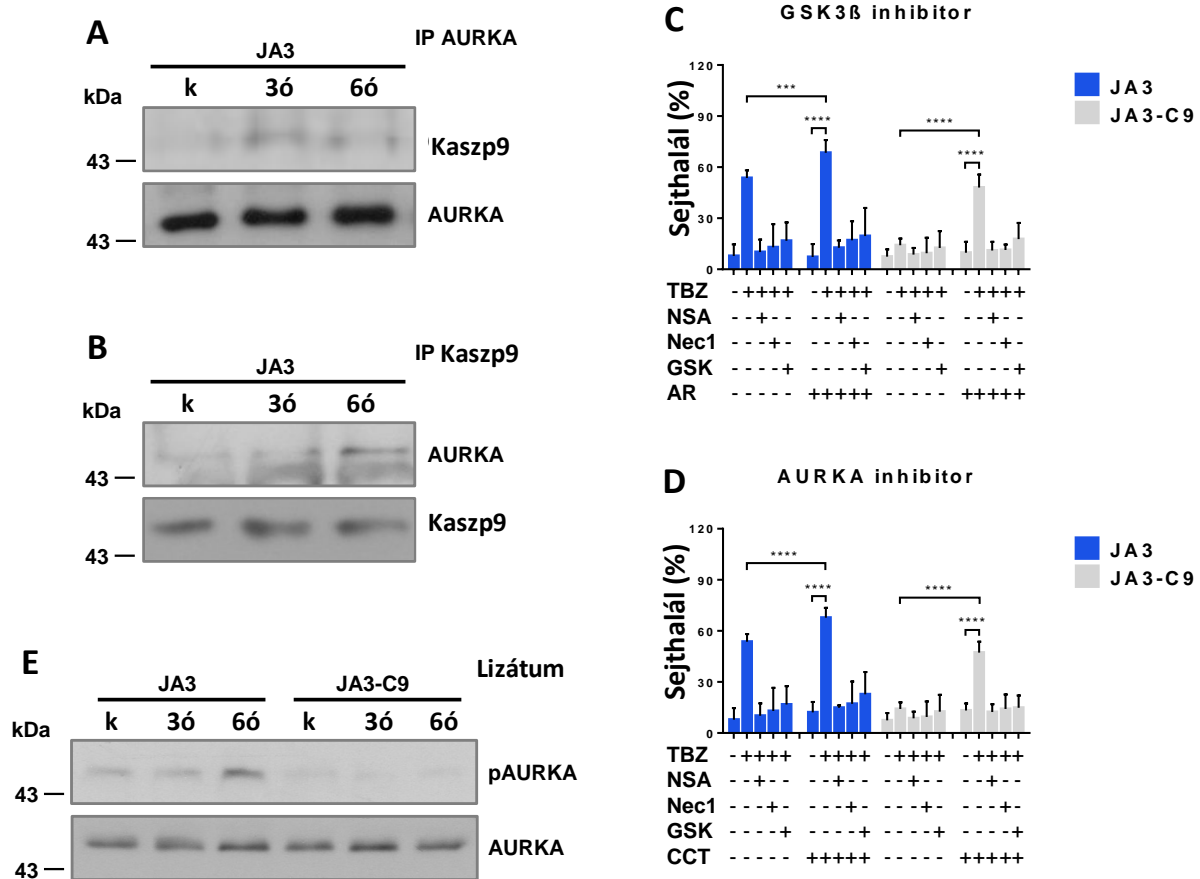 A
IP AURKA
JA3
kDa
k 3ó 6ó
Kaszp9
43
AURKA
43
B
IP Kaszp9
JA3
kDa
k 3ó 6ó
AURKA
43
Kaszp9
43
E
Lizátum
JA3 JA3-C9
kDa
k 3ó 6ó k 3ó 6ó
pAURKA
43
AURKA
43
C
GSK3ß inhibitor
Sejthalál (%)
120
90
60
30
0
*** **** **** ****
JA3
JA3-C9
TBZ -++++ -++++ -++++ -++++
NSA --+-- --+-- --+-- --+--
Nec1 ---+- ---+- ---+- ---+-
GSK ----+ ----+ ----+ ----+
AR ----- +++++ ----- +++++
D
AURKA inhibitor
Sejthalál (%)
120
90
60
30
0
**** **** **** ****
JA3
JA3-C9
TBZ -++++ -++++ -++++ -++++
NSA --+-- --+-- --+-- --+--
Nec1 ---+- ---+- ---+- ---+-
GSK ----+ ----+ ----+ ----+
CCT ----- +++++ ----- +++++